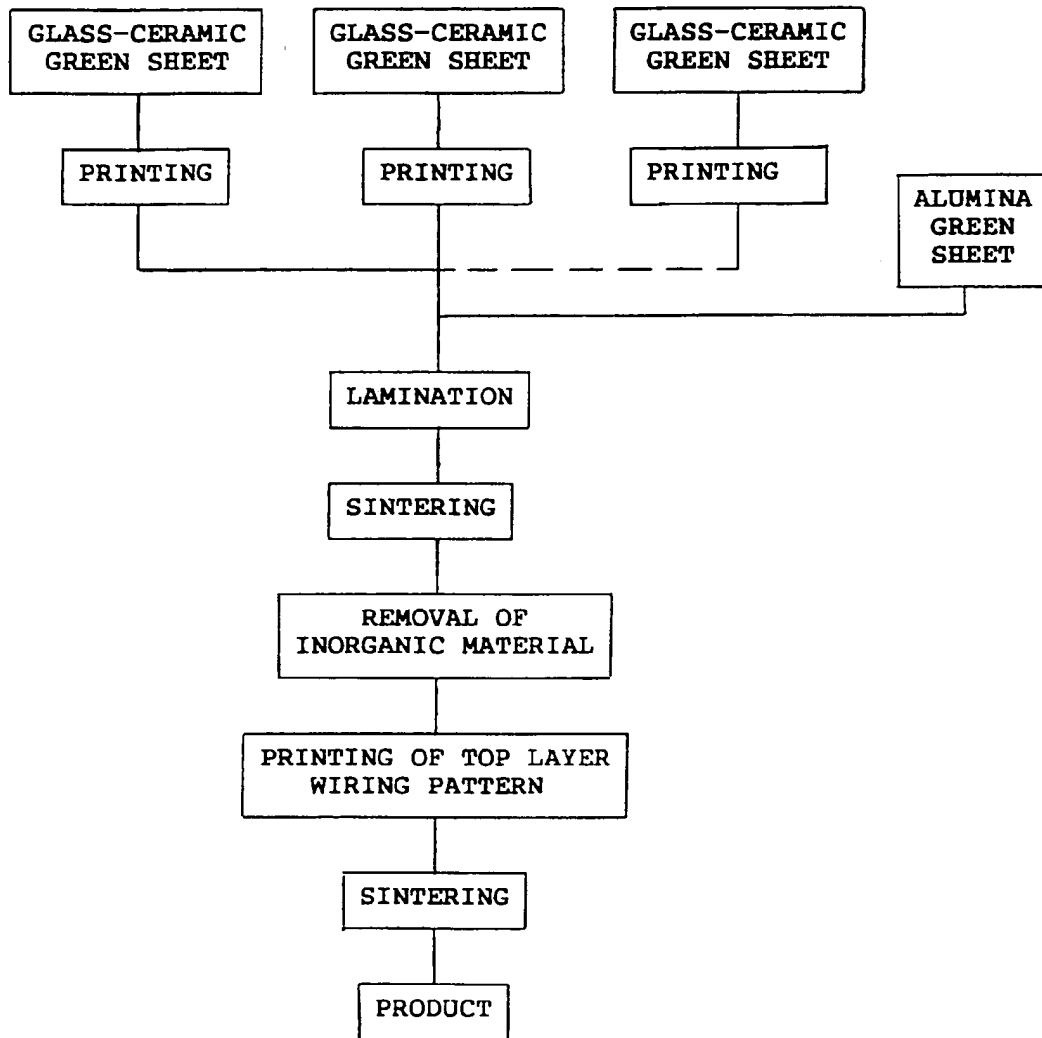 GLASS-CERAMIC
GREEN SHEET
GLASS-CERAMIC
GREEN SHEET
GLASS-CERAMIC
GREEN SHEET
PRINTING
PRINTING
PRINTING
ALUMINA
GREEN
SHEET
LAMINATION
SINTERING
REMOVAL OF
INORGANIC MATERIAL
PRINTING OF TOP LAYER
WIRING PATTERN
SINTERING
PRODUCT